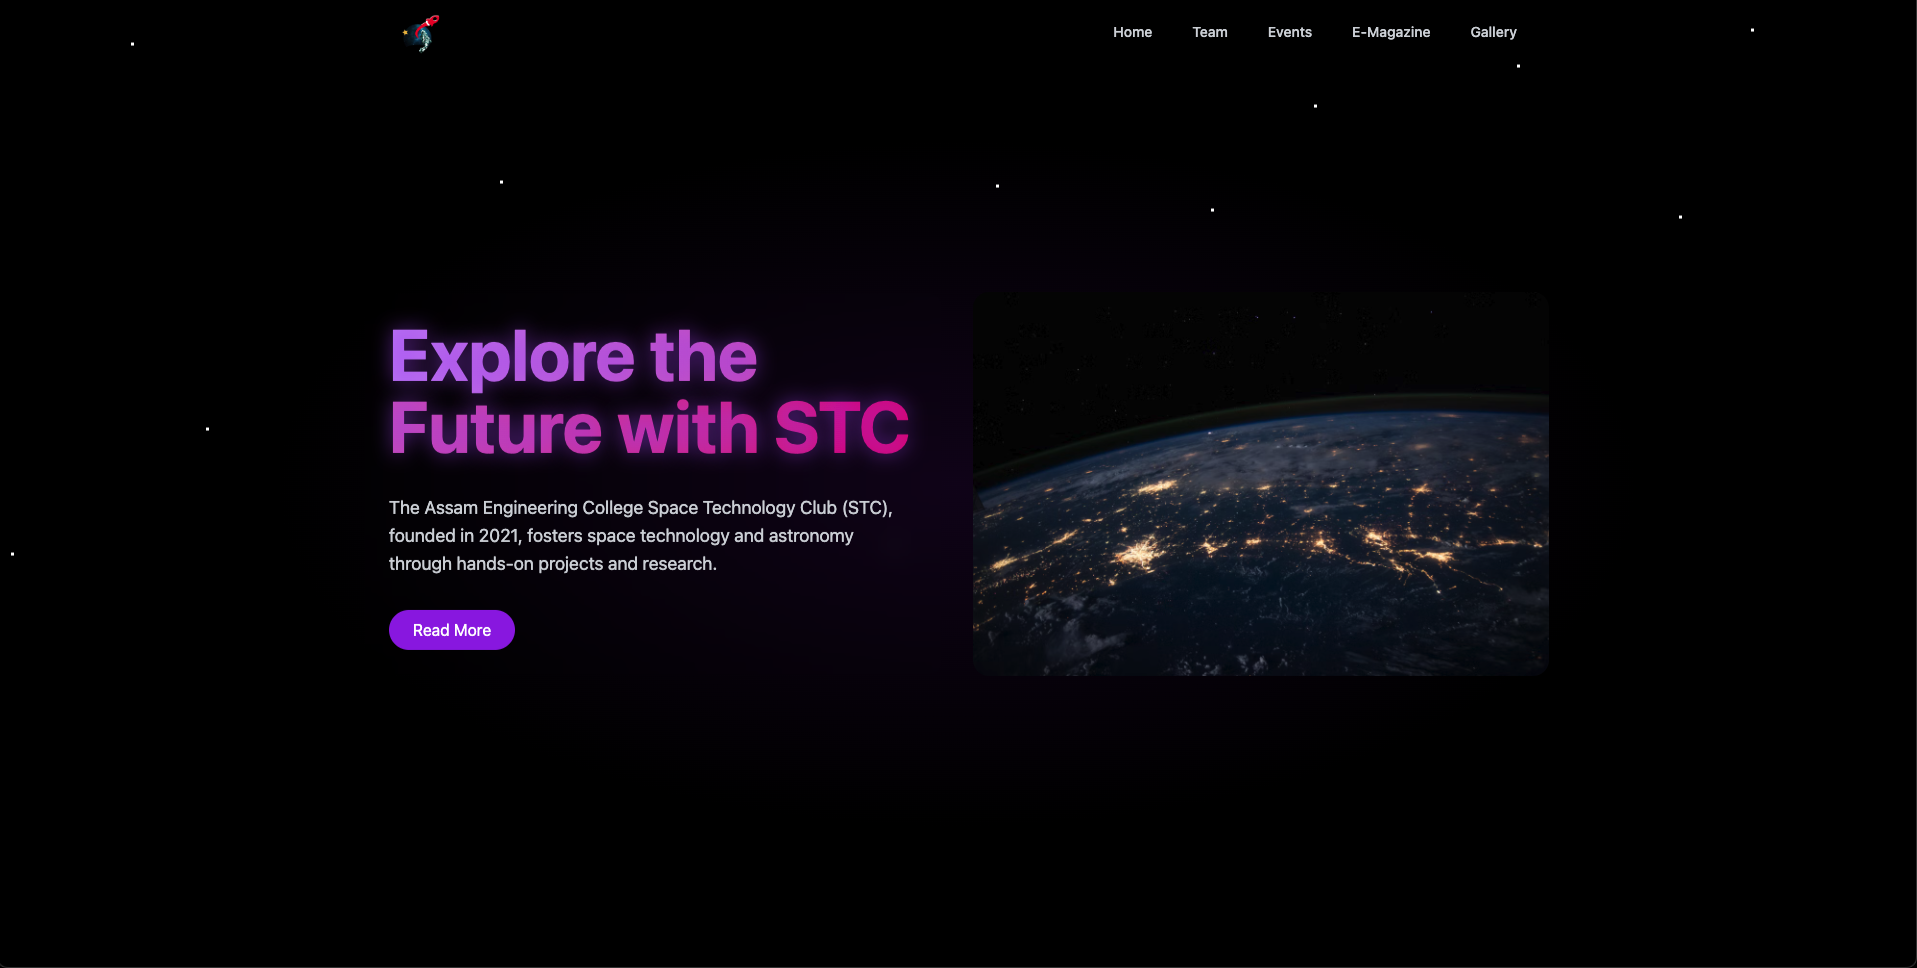 Home
Team
Events
E-Magazine
Gallery
Explore the
Future with STC
The Assam Engineering College Space Technology Club (STC),
founded in 2021, fosters space technology and astronomy
through hands-on projects and research.
Read More